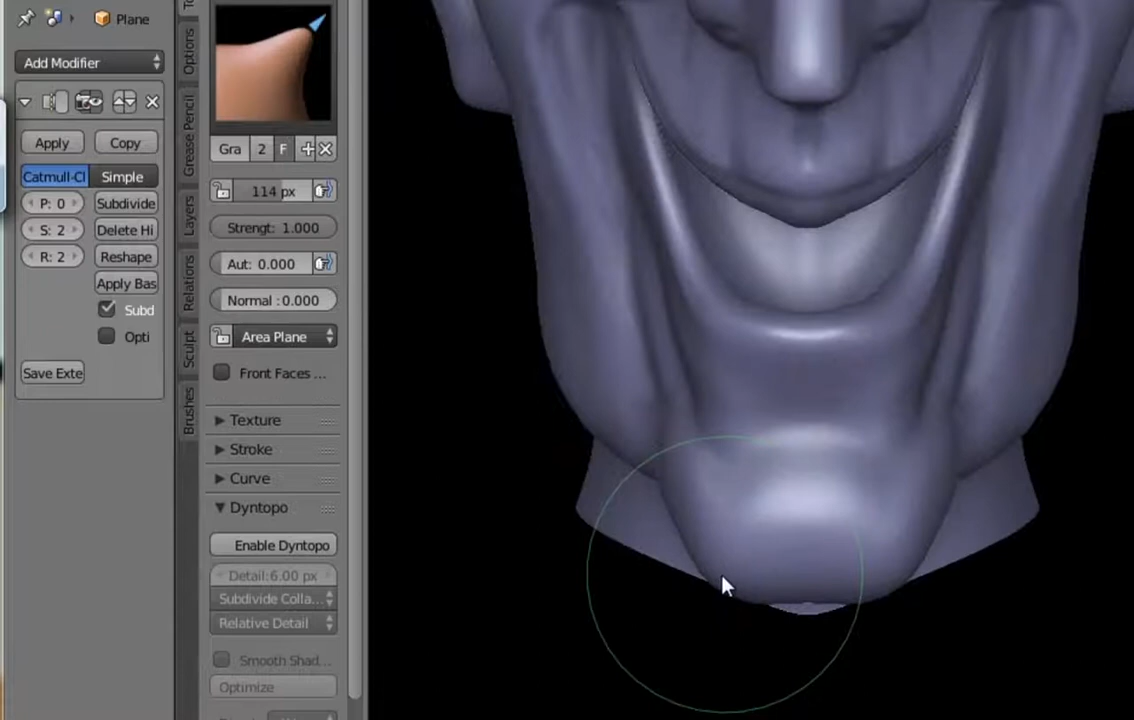 Plane
Add Modifier
Apply
Copy
Catmull-Cl
Simple
P: 0
Subdivide
S: 2
Delete Hi
R: 2
Reshape
Apply Bas
Subd
Opti
Save Exte
Options
Grease Pencil
Layers
Relations
Sculpt
Brushes
Gra
2
F
114 px
Strengt: 1.000
Aut: 0.000
Normal : 0.000
Area Plane
Front Faces ...
Texture
Stroke
Curve
Dyntopo
Enable Dyntopo
Detail:6.00 px
Subdivide Colla...
Relative Detail
Smooth Shad...
Optimize